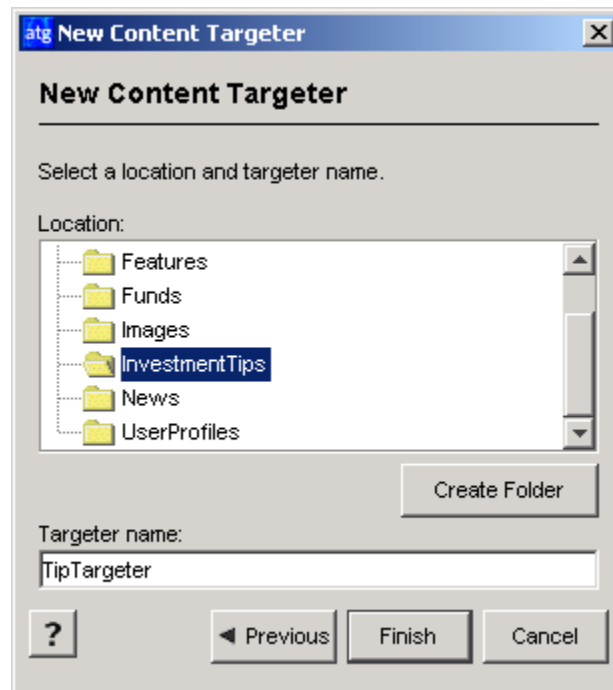 atg New Content Targeter
New Content Targeter
Select a location and targeter name.
Location:
Features
Funds
Images
InvestmentTips
News
UserProfiles
Create Folder
Targeter name:
TipTargeter
? Previous Finish Cancel